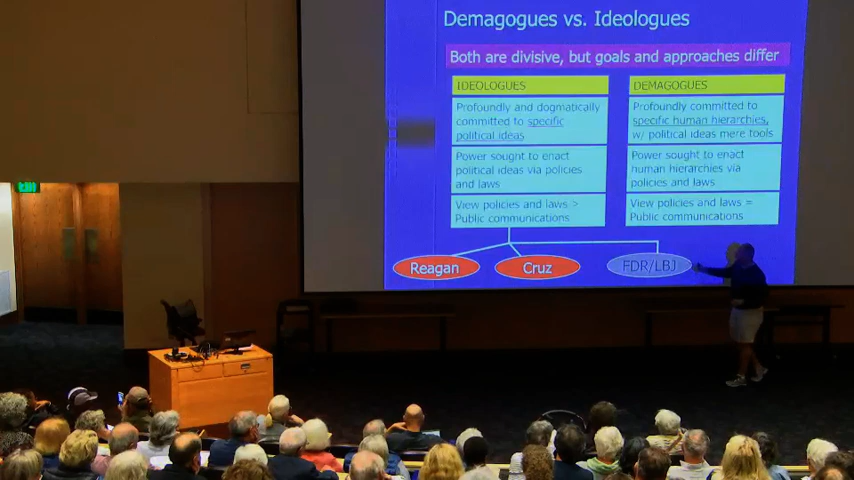 Demagogues vs. Ideologues
Both are divisive, but goals and approaches differ
IDEOLOGUES
Profoundly and dogmatically
committed to specific
political ideas
Power sought to enact
political ideas via policies
and laws
View policies and laws >
Public communications
DEMAGOGUES
Profoundly committed to
specific human hierarchies,
w/ political ideas mere tools
Power sought to enact
human hierarchies via
policies and laws
View policies and laws =
Public communications
Reagan
Cruz
FDR/LBJ
EXIT